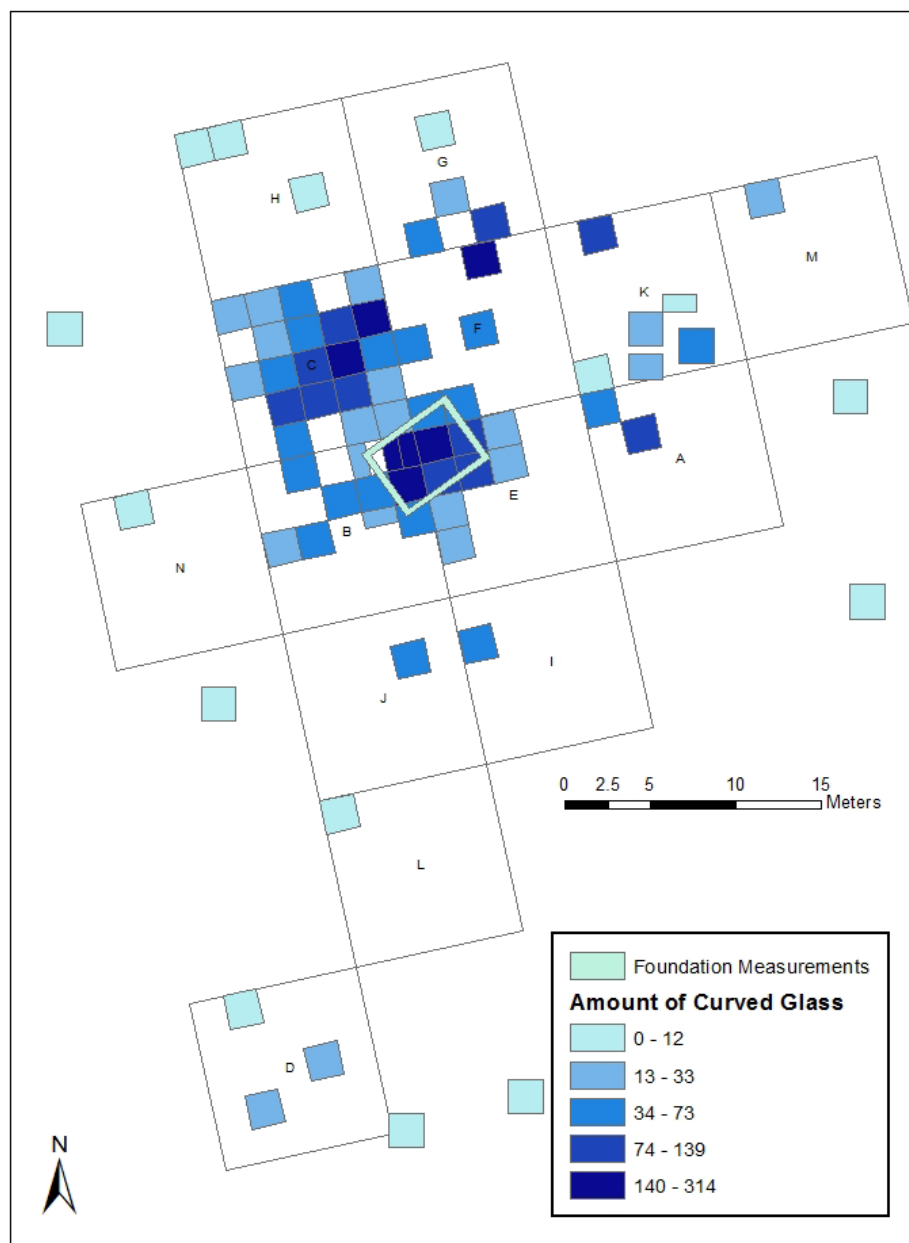 G
H
M
K
F
C
A
E
B
N
I
J
L
0 2.5 5 10 15
Meters
Foundation Measurements
Amount of Curved Glass
0 - 12
13 - 33
34 - 73
74 - 139
140 - 314
D
N